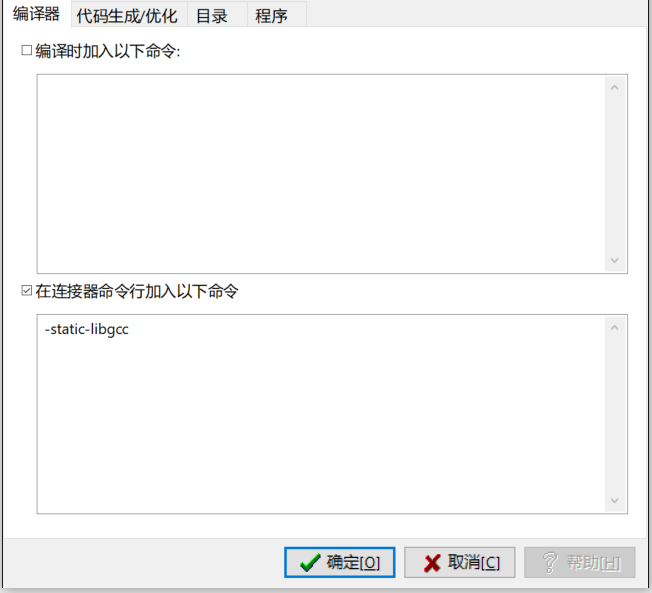 编译器 代码生成/优化 目录 程序
编译时加入以下命令:
在连接器命令行加入以下命令
-static-libgcc
确定[O] 取消[C] 帮助[H]